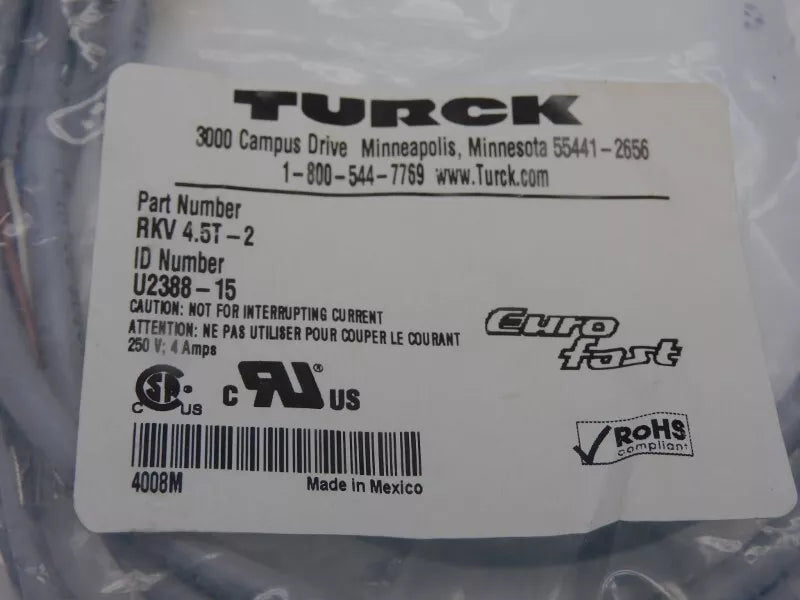 TURCK
3000 Campus Drive Minneapolis, Minnesota 55441-2656
1-800-544-7769 www.Turck.com
Part Number
RKV 4.5T-2
ID Number
U2388-15
CAUTION: NOT FOR INTERRUPTING CURRENT
ATTENTION: NE PAS UTILISER POUR COUPER LE COURANT
250 V; 4 Amps
Euro fast
C SA ® US
C RU ® US
RoHS
compliant
4008M Made in Mexico